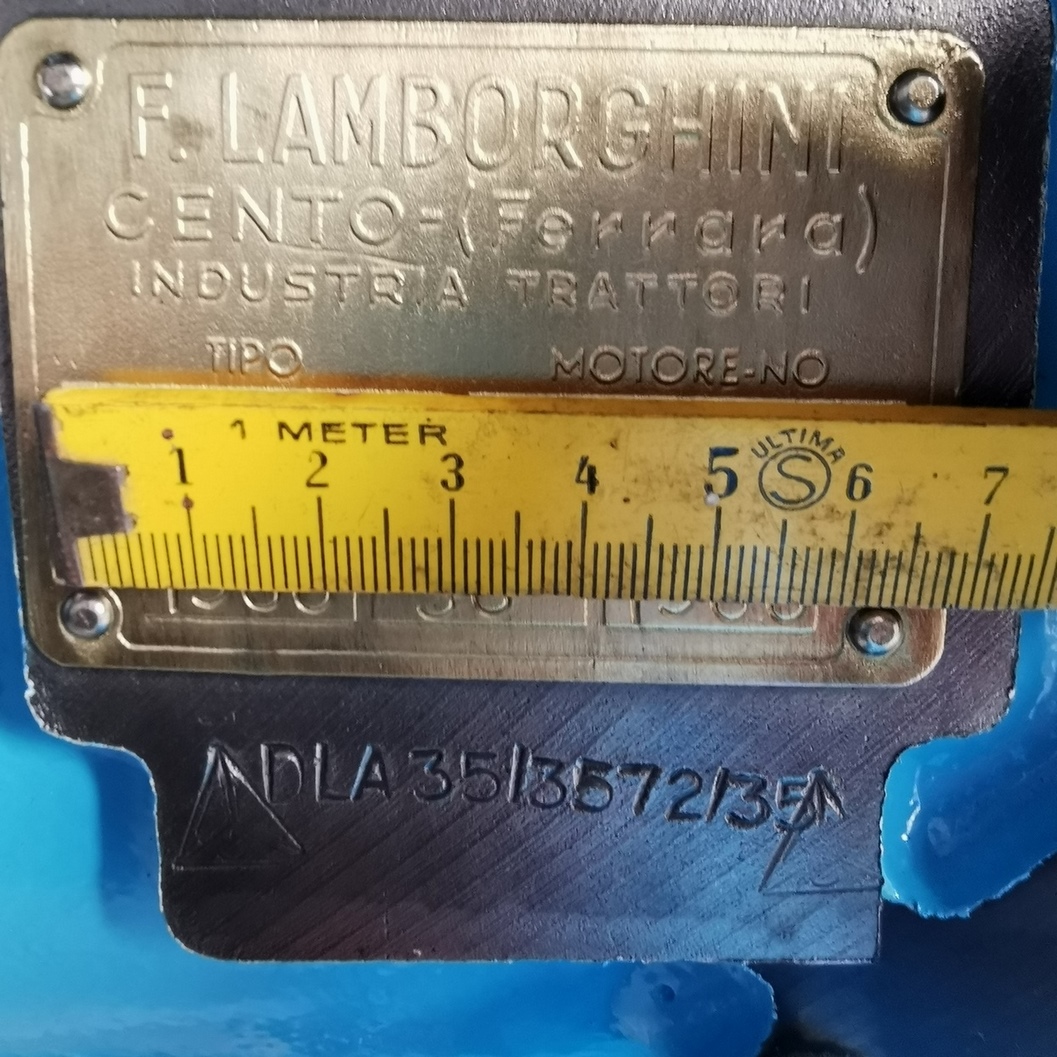 F. LAMBORGHINI
CENTO-(Ferrara)
INDUSTRIA TRATTORI
TIPO MOTORE-NO
1 METER ULTIMA S
1 2 3 4 5 6 7
DLA 35/3572/35